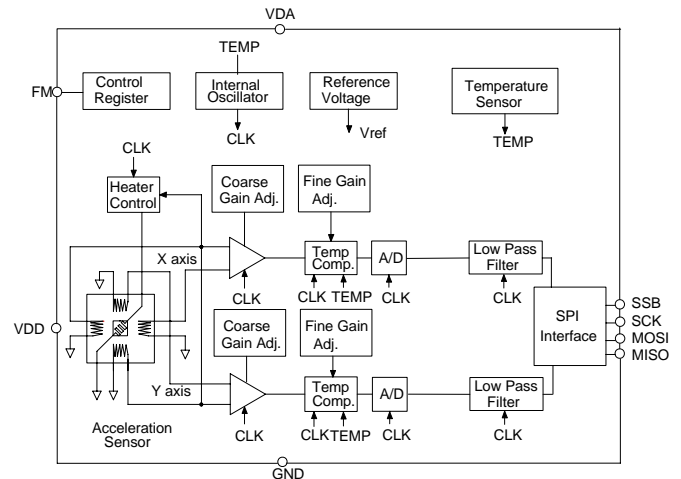 VDA
TEMP
FM
Control
Register
Internal
Oscillator
Reference
Voltage
Temperature
Sensor
CLK
Vref
TEMP
CLK
Heater
Control
Coarse
Gain Adj.
Fine Gain
Adj.
X axis
Temp
Comp.
A/D
Low Pass
Filter
CLK
CLK
TEMP
CLK
CLK
VDD
SPI
Interface
SSB
SCK
MOSI
MISO
Coarse
Gain Adj.
Fine Gain
Adj.
Y axis
Temp
Comp.
A/D
Low Pass
Filter
CLK
CLK
TEMP
CLK
CLK
Acceleration
Sensor
GND